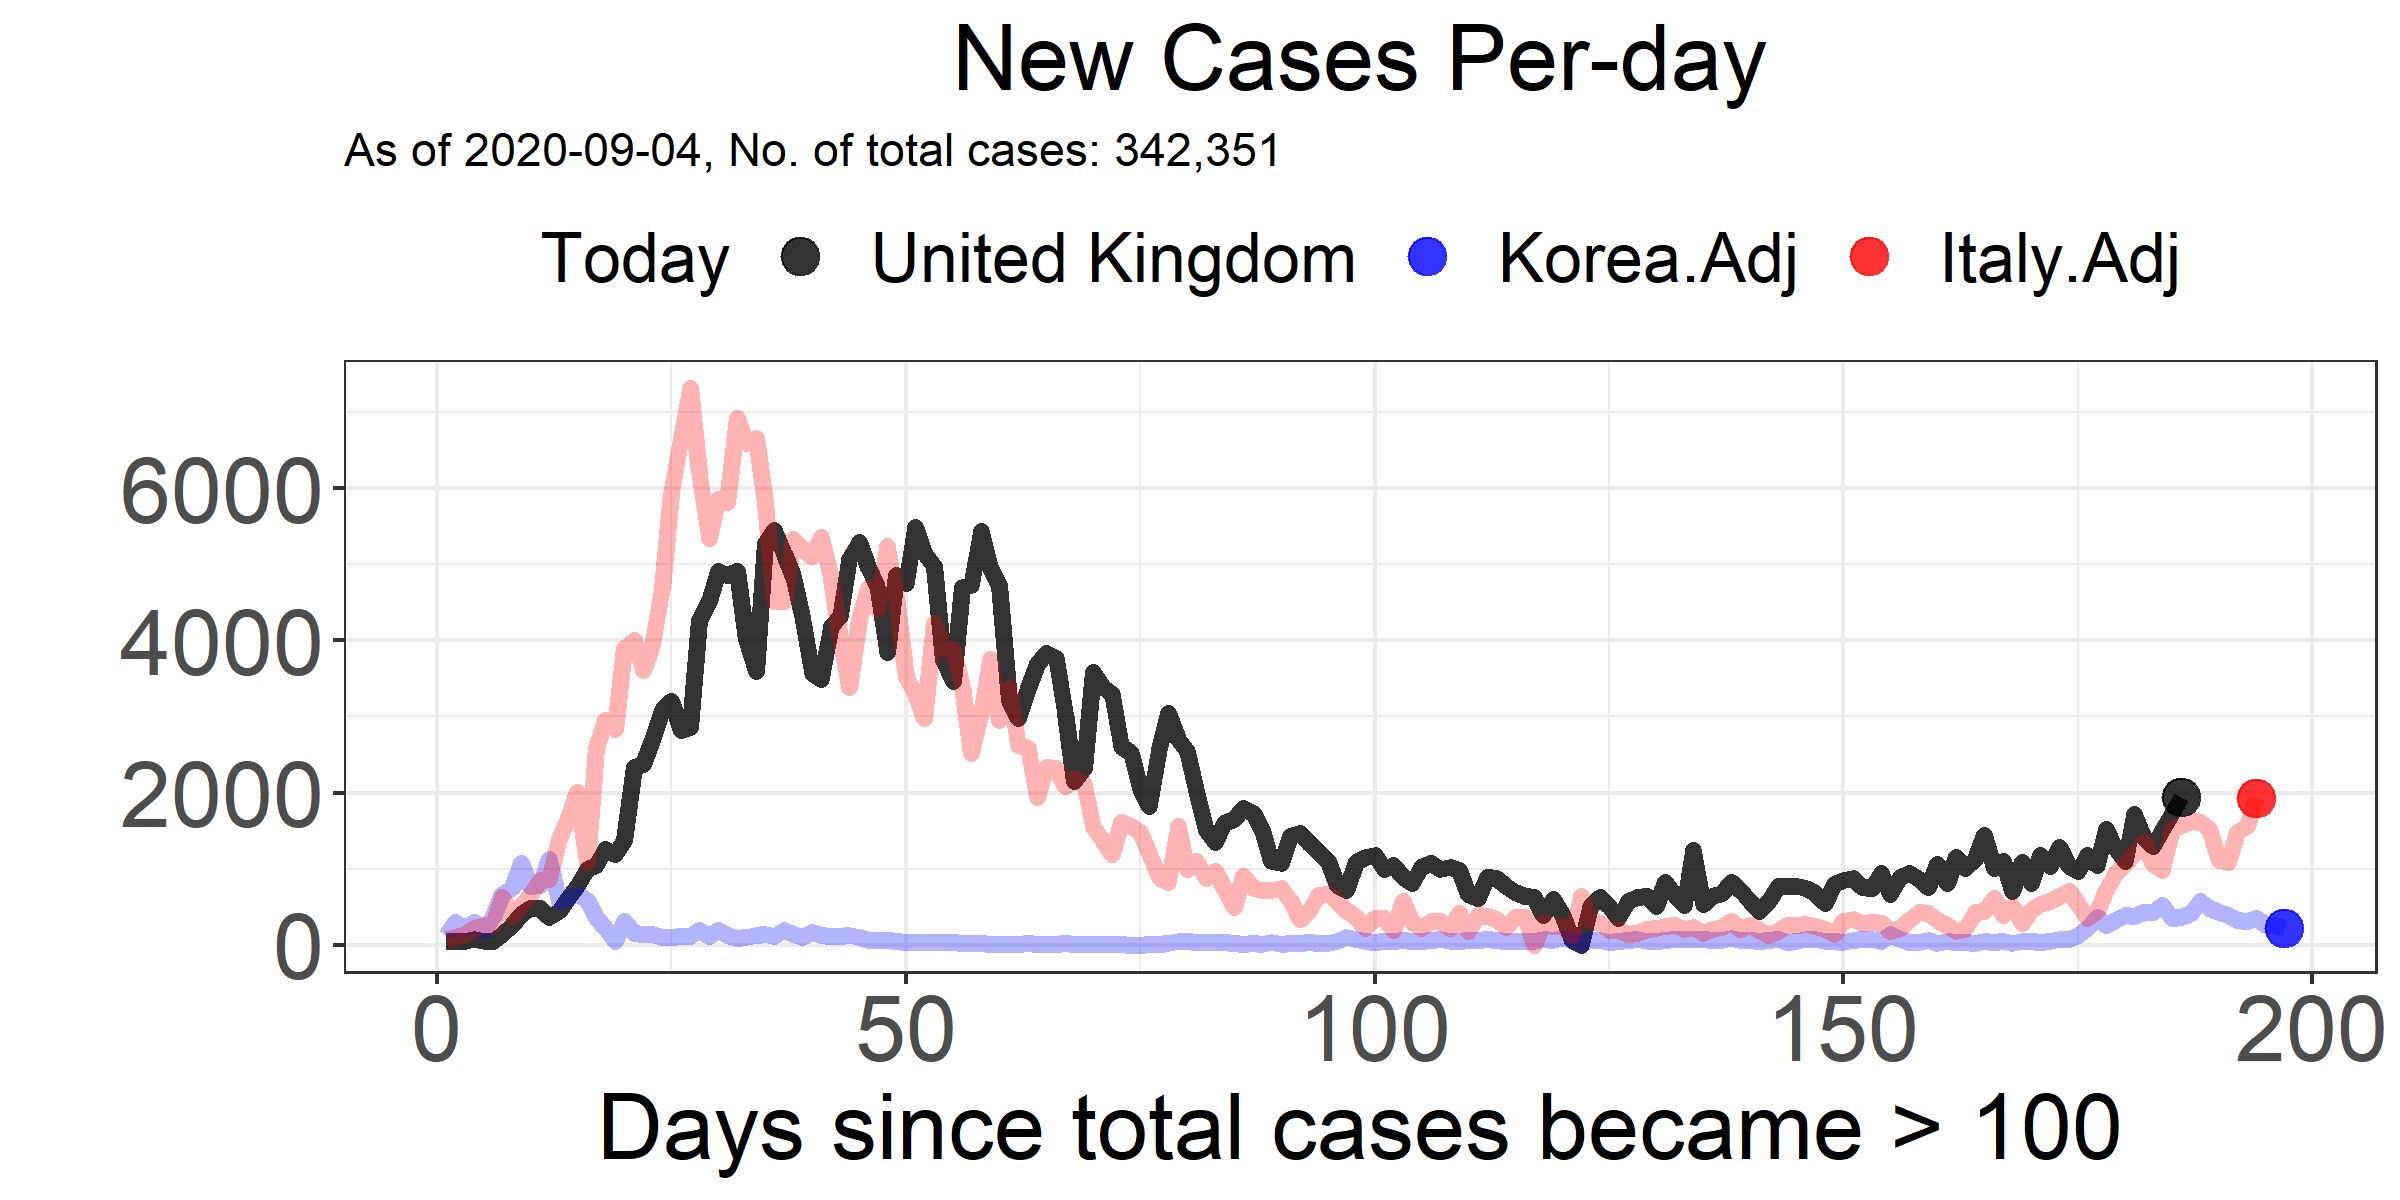 New Cases Per-day
As of 2020-09-04, No. of total cases: 342,351
Today United Kingdom Korea.Adj Italy.Adj
6000
4000
2000
0
0 50 100 150 200
Days since total cases became > 100